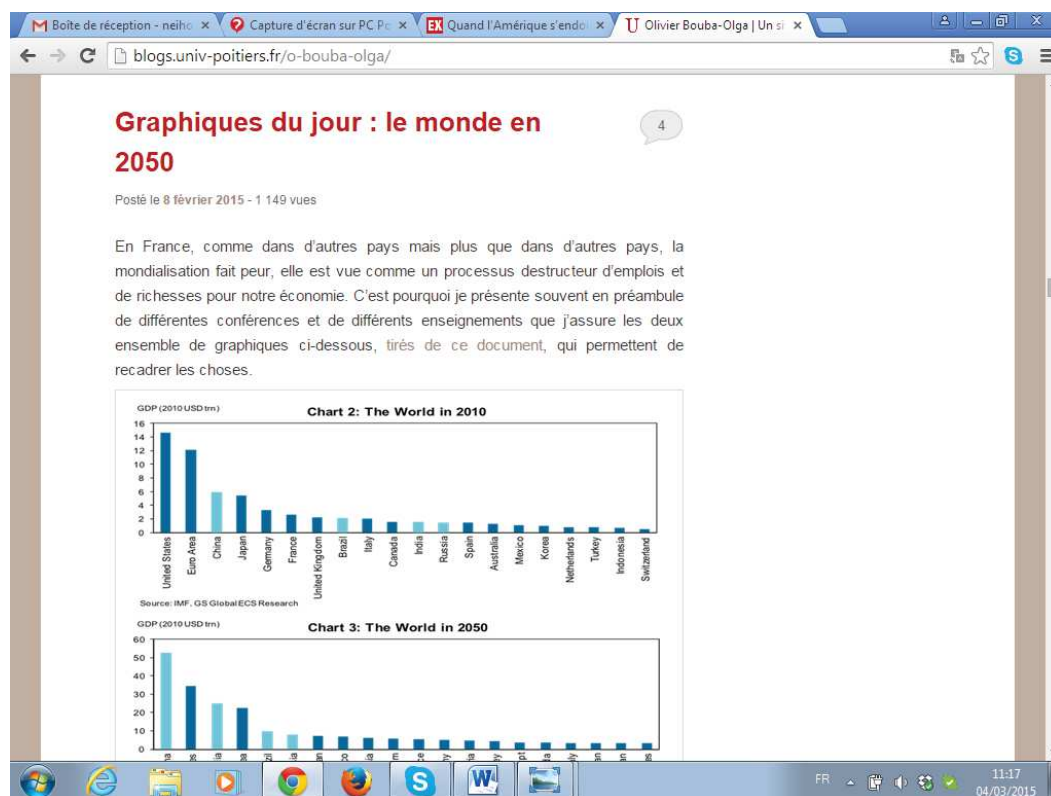 Boîte de réception - neiho
Capture d'écran sur PC Po
EX Quand l'Amérique s'endo
Olivier Bouba-Olga | Un si
blogs.univ-poitiers.fr/o-bouba-olga/
Graphiques du jour : le monde en
2050
4
Posté le 8 février 2015 - 1 149 vues
En France, comme dans d'autres pays mais plus que dans d'autres pays, la
mondialisation fait peur, elle est vue comme un processus destructeur d'emplois et
de richesses pour notre économie. C'est pourquoi je présente souvent en préambule
de différentes conférences et de différents enseignements que j'assure les deux
ensemble de graphiques ci-dessous, tirés de ce document, qui permettent de
recadrer les choses.
GDP (2010 USD trn)
Chart 2: The World in 2010
16
14
12
10
8
6
4
2
0
United States
Euro Area
China
Japan
Germany
France
United Kingdom
Brazil
Italy
Canada
India
Russia
Spain
Australia
Mexico
Korea
Netherlands
Turkey
Indonesia
Switzerland
Source: IMF, GS Global ECS Research
GDP (2010 USD trn)
Chart 3: The World in 2050
60
50
40
30
20
10
0
FR
11:17
04/03/2015